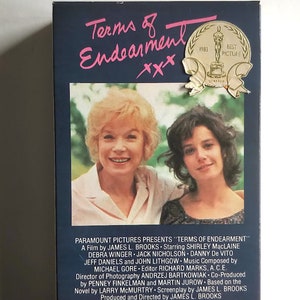 Terms of
Endearment
xxx
1983 BEST
PICTURE
PARAMOUNT PICTURES PRESENTS "TERMS OF ENDEARMENT"
A Film by JAMES L. BROOKS · Starring SHIRLEY MacLAINE
DEBRA WINGER · JACK NICHOLSON · DANNY De VITO
JEFF DANIELS and JOHN LITHGOW · Music Composed by
MICHAEL GORE · Editor RICHARD MARKS, A.C.E.
Director of Photography ANDRZEJ BARTKOWIAK · Co-Produced
by PENNEY FINKELMAN and MARTIN JUROW · Based on the
Novel by LARRY McMURTRY · Screenplay by JAMES L. BROOKS
Produced and Directed by JAMES L. BROOKS